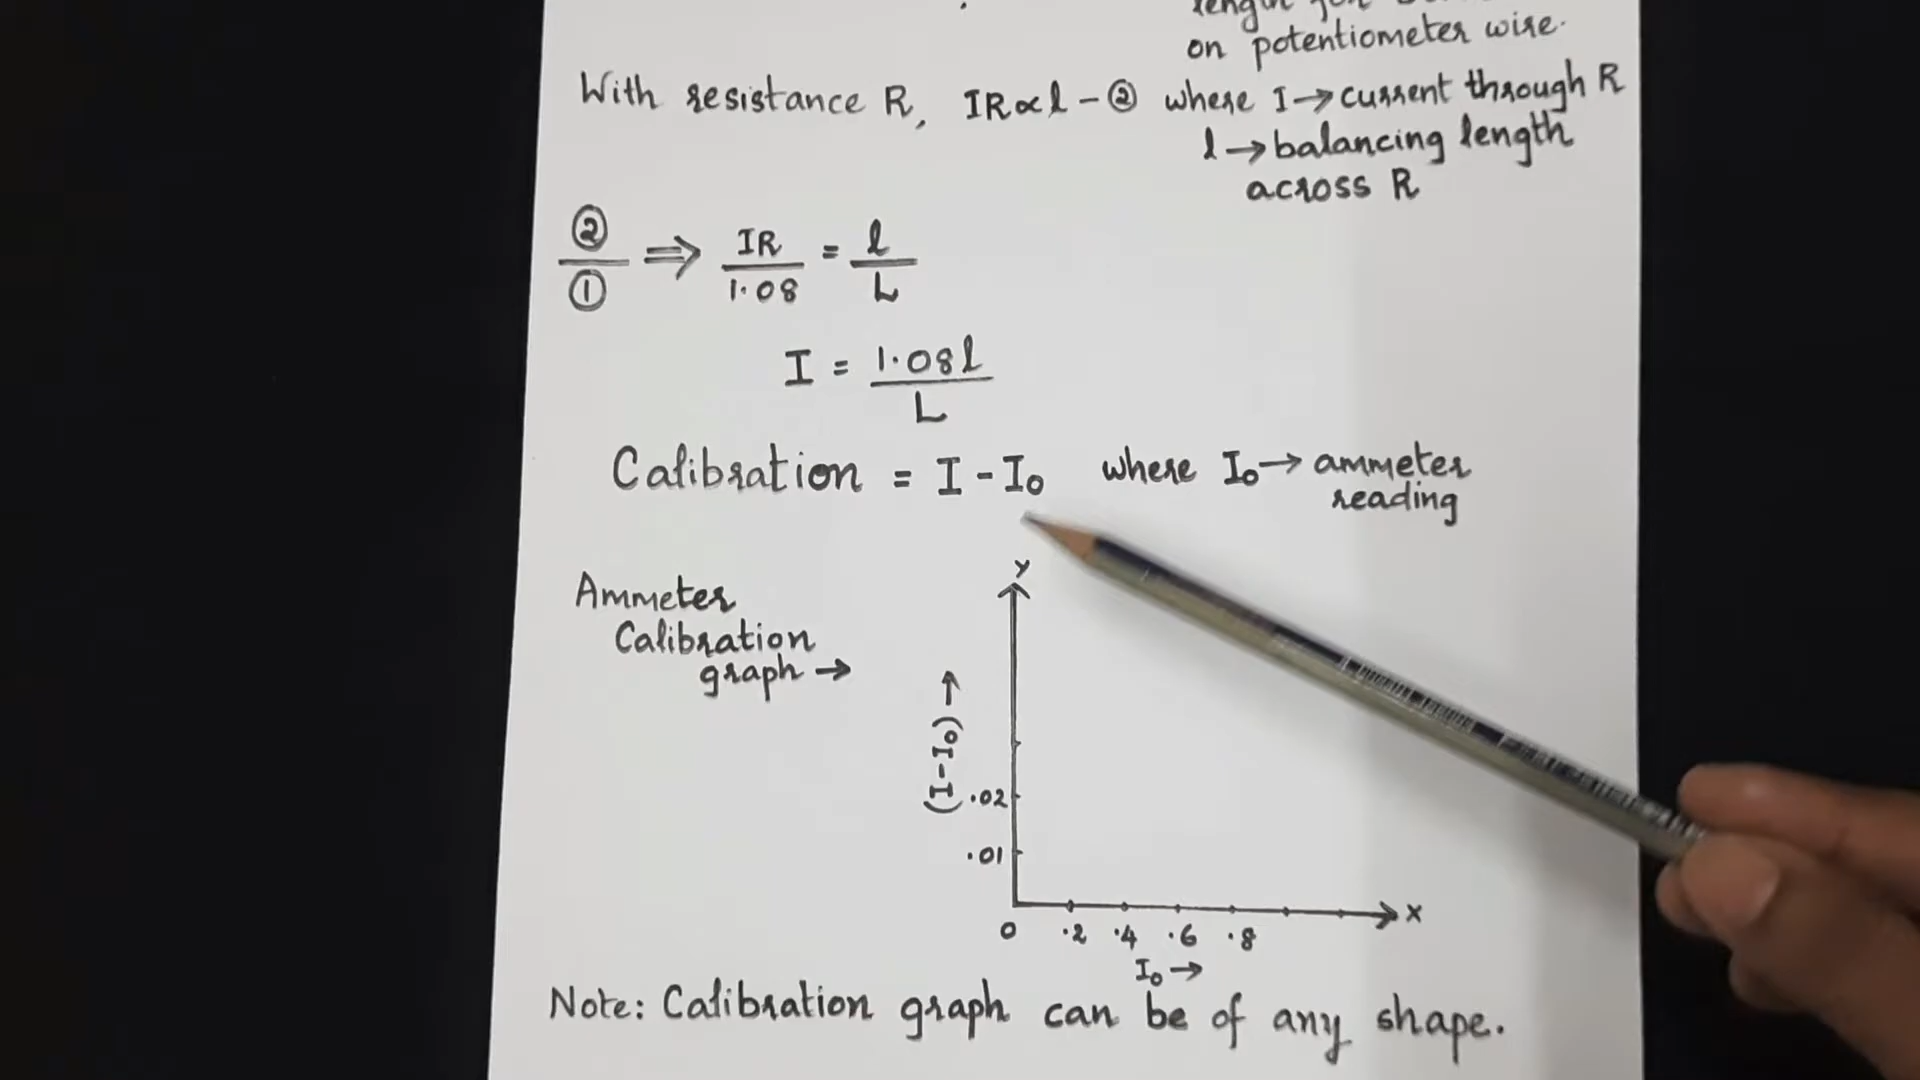 length for
on potentiometer wire.
With resistance R, IR∝l - ② where I→current through R
l→balancing length
across R
②/① ⇒ IR/1.08 = l/L
I = 1.08l/L
Calibration = I - I₀ where I₀→ ammeter
reading
Ammeter
Calibration
graph →
Y
(I-I₀) →
.02
.01
0 .2 .4 .6 .8
X
I₀ →
Note: Calibration graph can be of any shape.